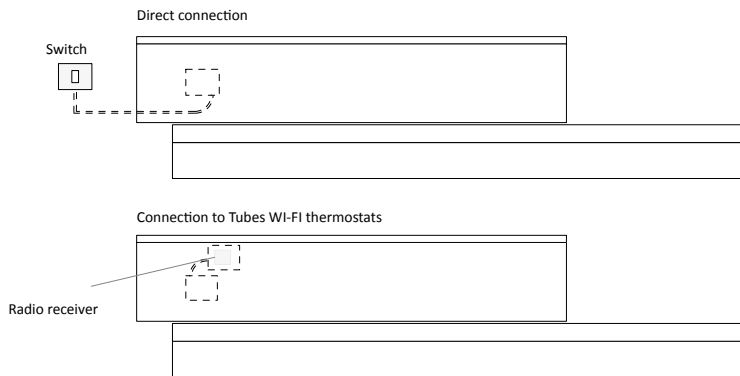 Direct connection
Switch
Connection to Tubes WI-FI thermostats
Radio receiver